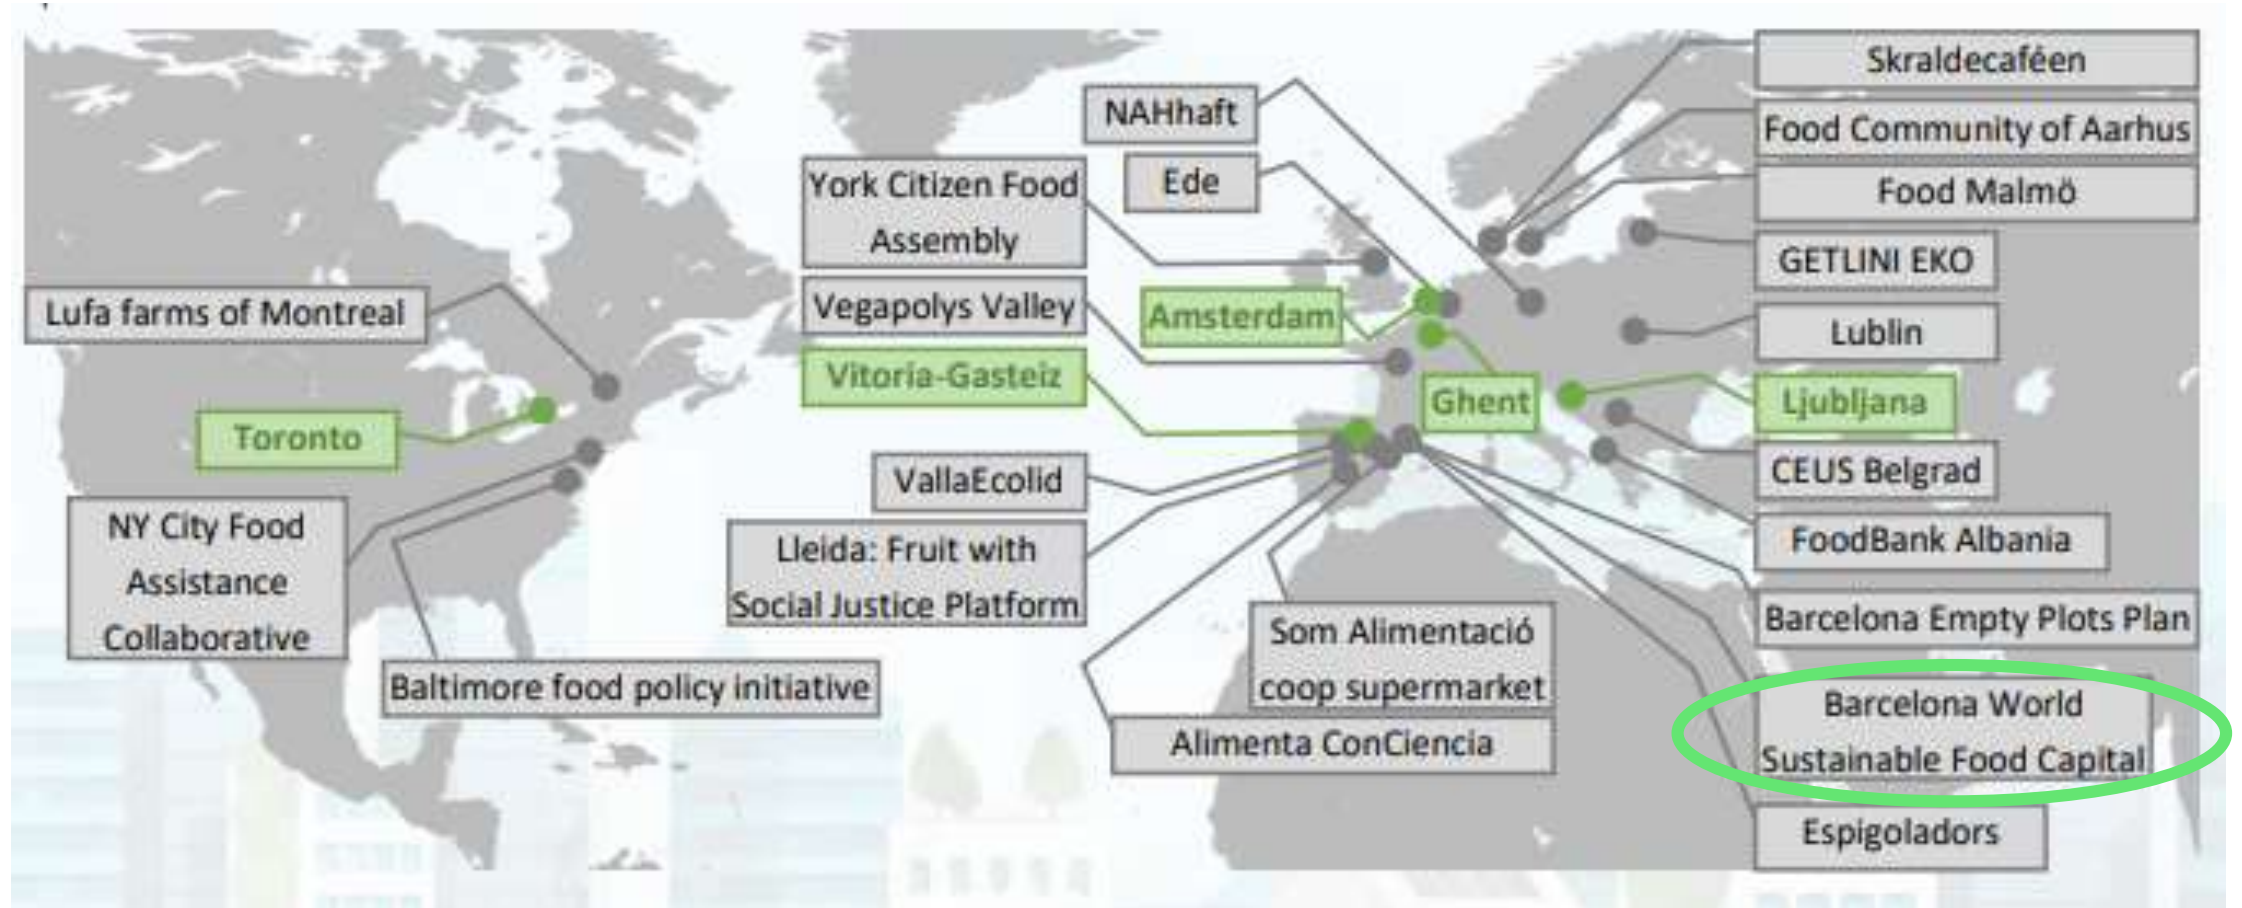 Skraldecaféen
NAHhaft
Food Community of Aarhus
York Citizen Food
Assembly
Ede
Food Malmö
GETLINI EKO
Lufa farms of Montreal
Vegapolys Valley
Amsterdam
Lublin
Vitoria-Gasteiz
Ghent
Ljubljana
Toronto
CEUS Belgrad
VallaEcolid
NY City Food
Assistance
Collaborative
Lleida: Fruit with
Social Justice Platform
FoodBank Albania
Som Alimentació
coop supermarket
Barcelona Empty Plots Plan
Baltimore food policy initiative
Alimenta ConCiencia
Barcelona World
Sustainable Food Capital
Espigoladors